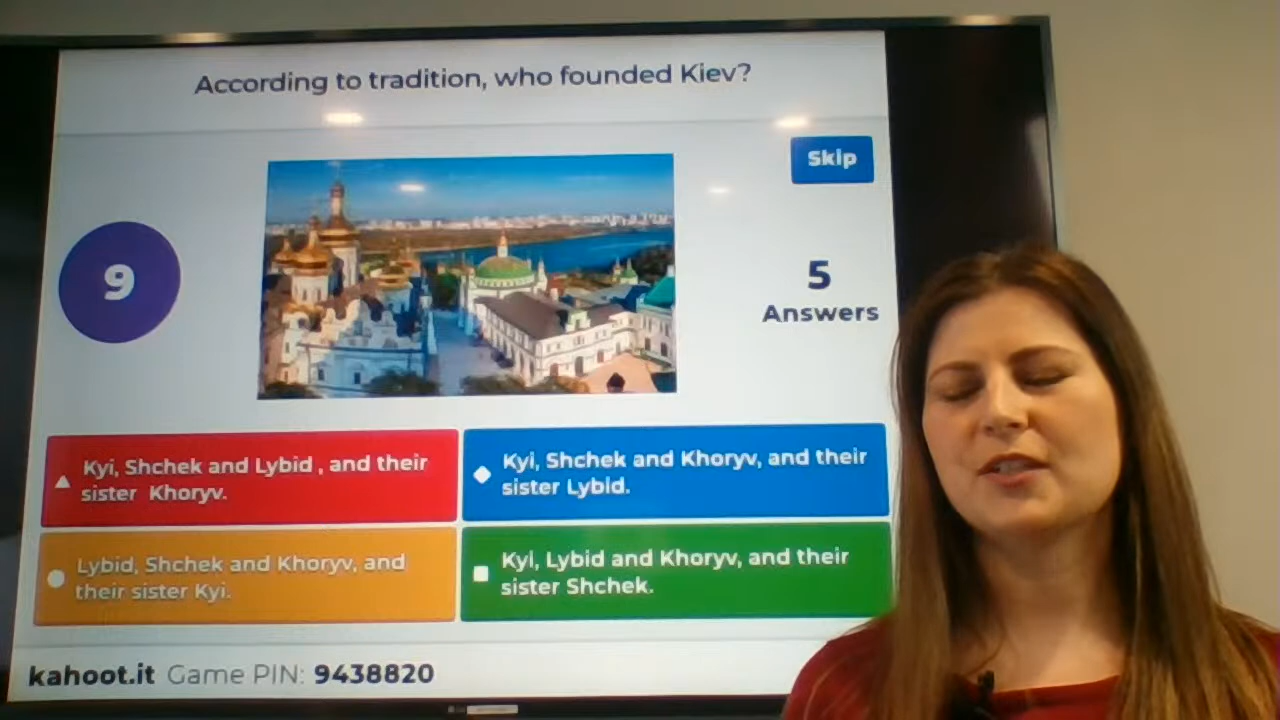 According to tradition, who founded Kiev?
Skip
9
5
Answers
Kyi, Shchek and Lybid , and their
sister Khoryv.
Kyi, Shchek and Khoryv, and their
sister Lybid.
Lybid, Shchek and Khoryv, and
their sister Kyi.
Kyi, Lybid and Khoryv, and their
sister Shchek.
kahoot.it Game PIN: 9438820